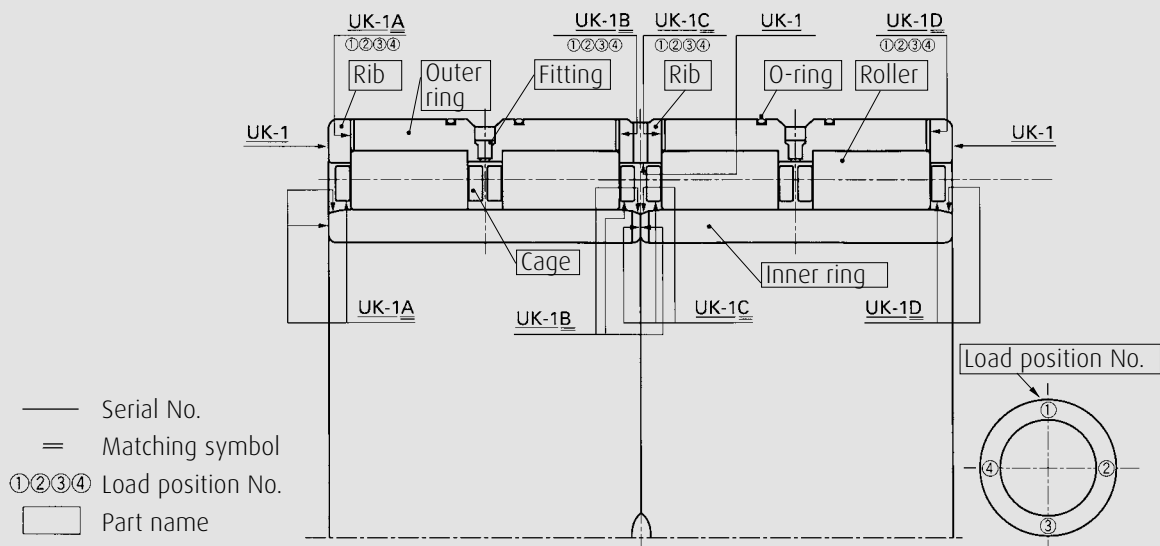 UK-1A UK-1B UK-1C UK-1 UK-1D
①②③④ ①②③④ ①②③④ ①②③④
Rib Outer ring Fitting Rib O-ring Roller
UK-1 UK-1
Cage Inner ring
UK-1A UK-1B UK-1C UK-1D
Load position No.
①
④ ②
③
Serial No.
Matching symbol
①②③④ Load position No.
Part name